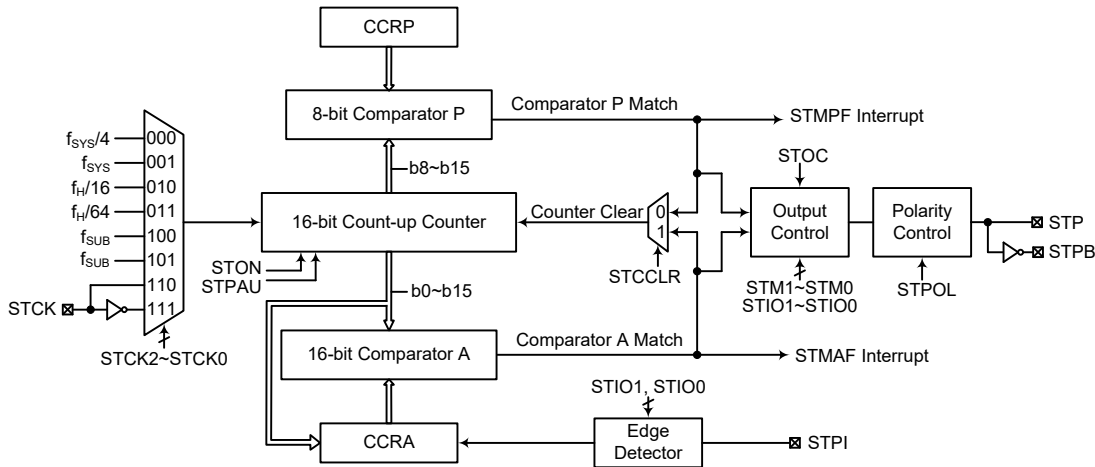 CCRP
8-bit Comparator P
Comparator P Match
STMPF Interrupt
b8~b15
fSYS/4
000
fSYS
001
fH/16
010
fH/64
011
fSUB
100
fSUB
101
110
STCK
111
STCK2~STCK0
16-bit Count-up Counter
STON
STPAU
Counter Clear
0
1
STCCLR
STOC
Output
Control
STM1~STM0
STIO1~STIO0
Polarity
Control
STPOL
STP
STPB
b0~b15
16-bit Comparator A
Comparator A Match
STMAF Interrupt
STIO1, STIO0
CCRA
Edge
Detector
STPI